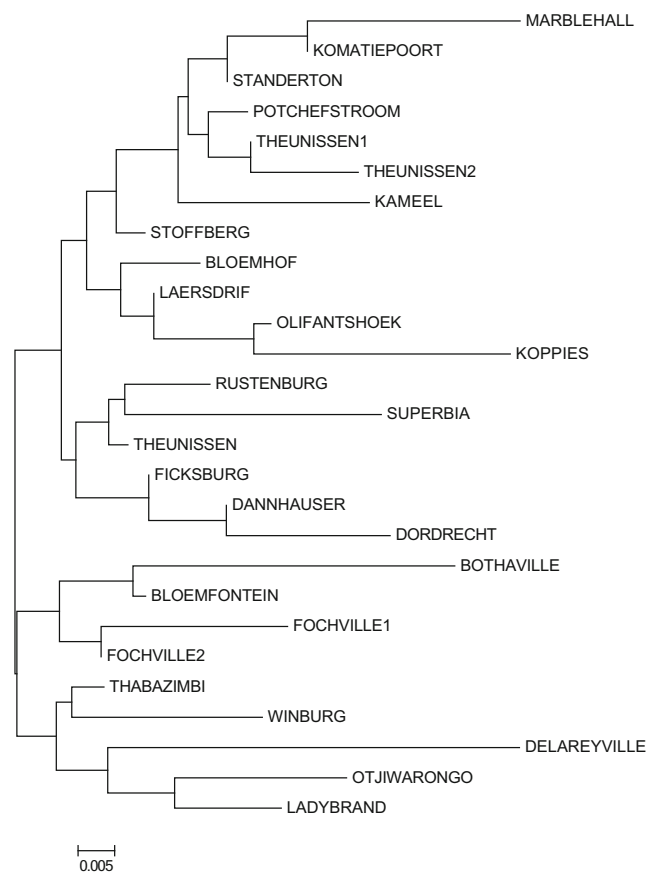 MARBLEHALL
KOMATIEPOORT
STANDERTON
POTCHEFSTROOM
THEUNISSEN1
THEUNISSEN2
KAMEEL
STOFFBERG
BLOEMHOF
LAERSDRIF
OLIFANTSHOEK
KOPPIES
RUSTENBURG
SUPERBIA
THEUNISSEN
FICKSBURG
DANNHAUSER
DORDRECHT
BOTHAVILLE
BLOEMFONTEIN
FOCHVILLE1
FOCHVILLE2
THABAZIMBI
WINBURG
DELAREYVILLE
OTJIWARONGO
LADYBRAND
0.005